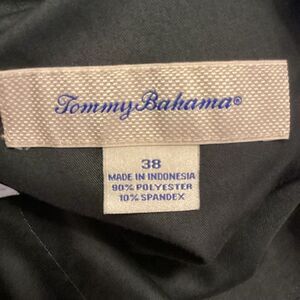 Tommy Bahama®
38
MADE IN INDONESIA
90% POLYESTER
10% SPANDEX